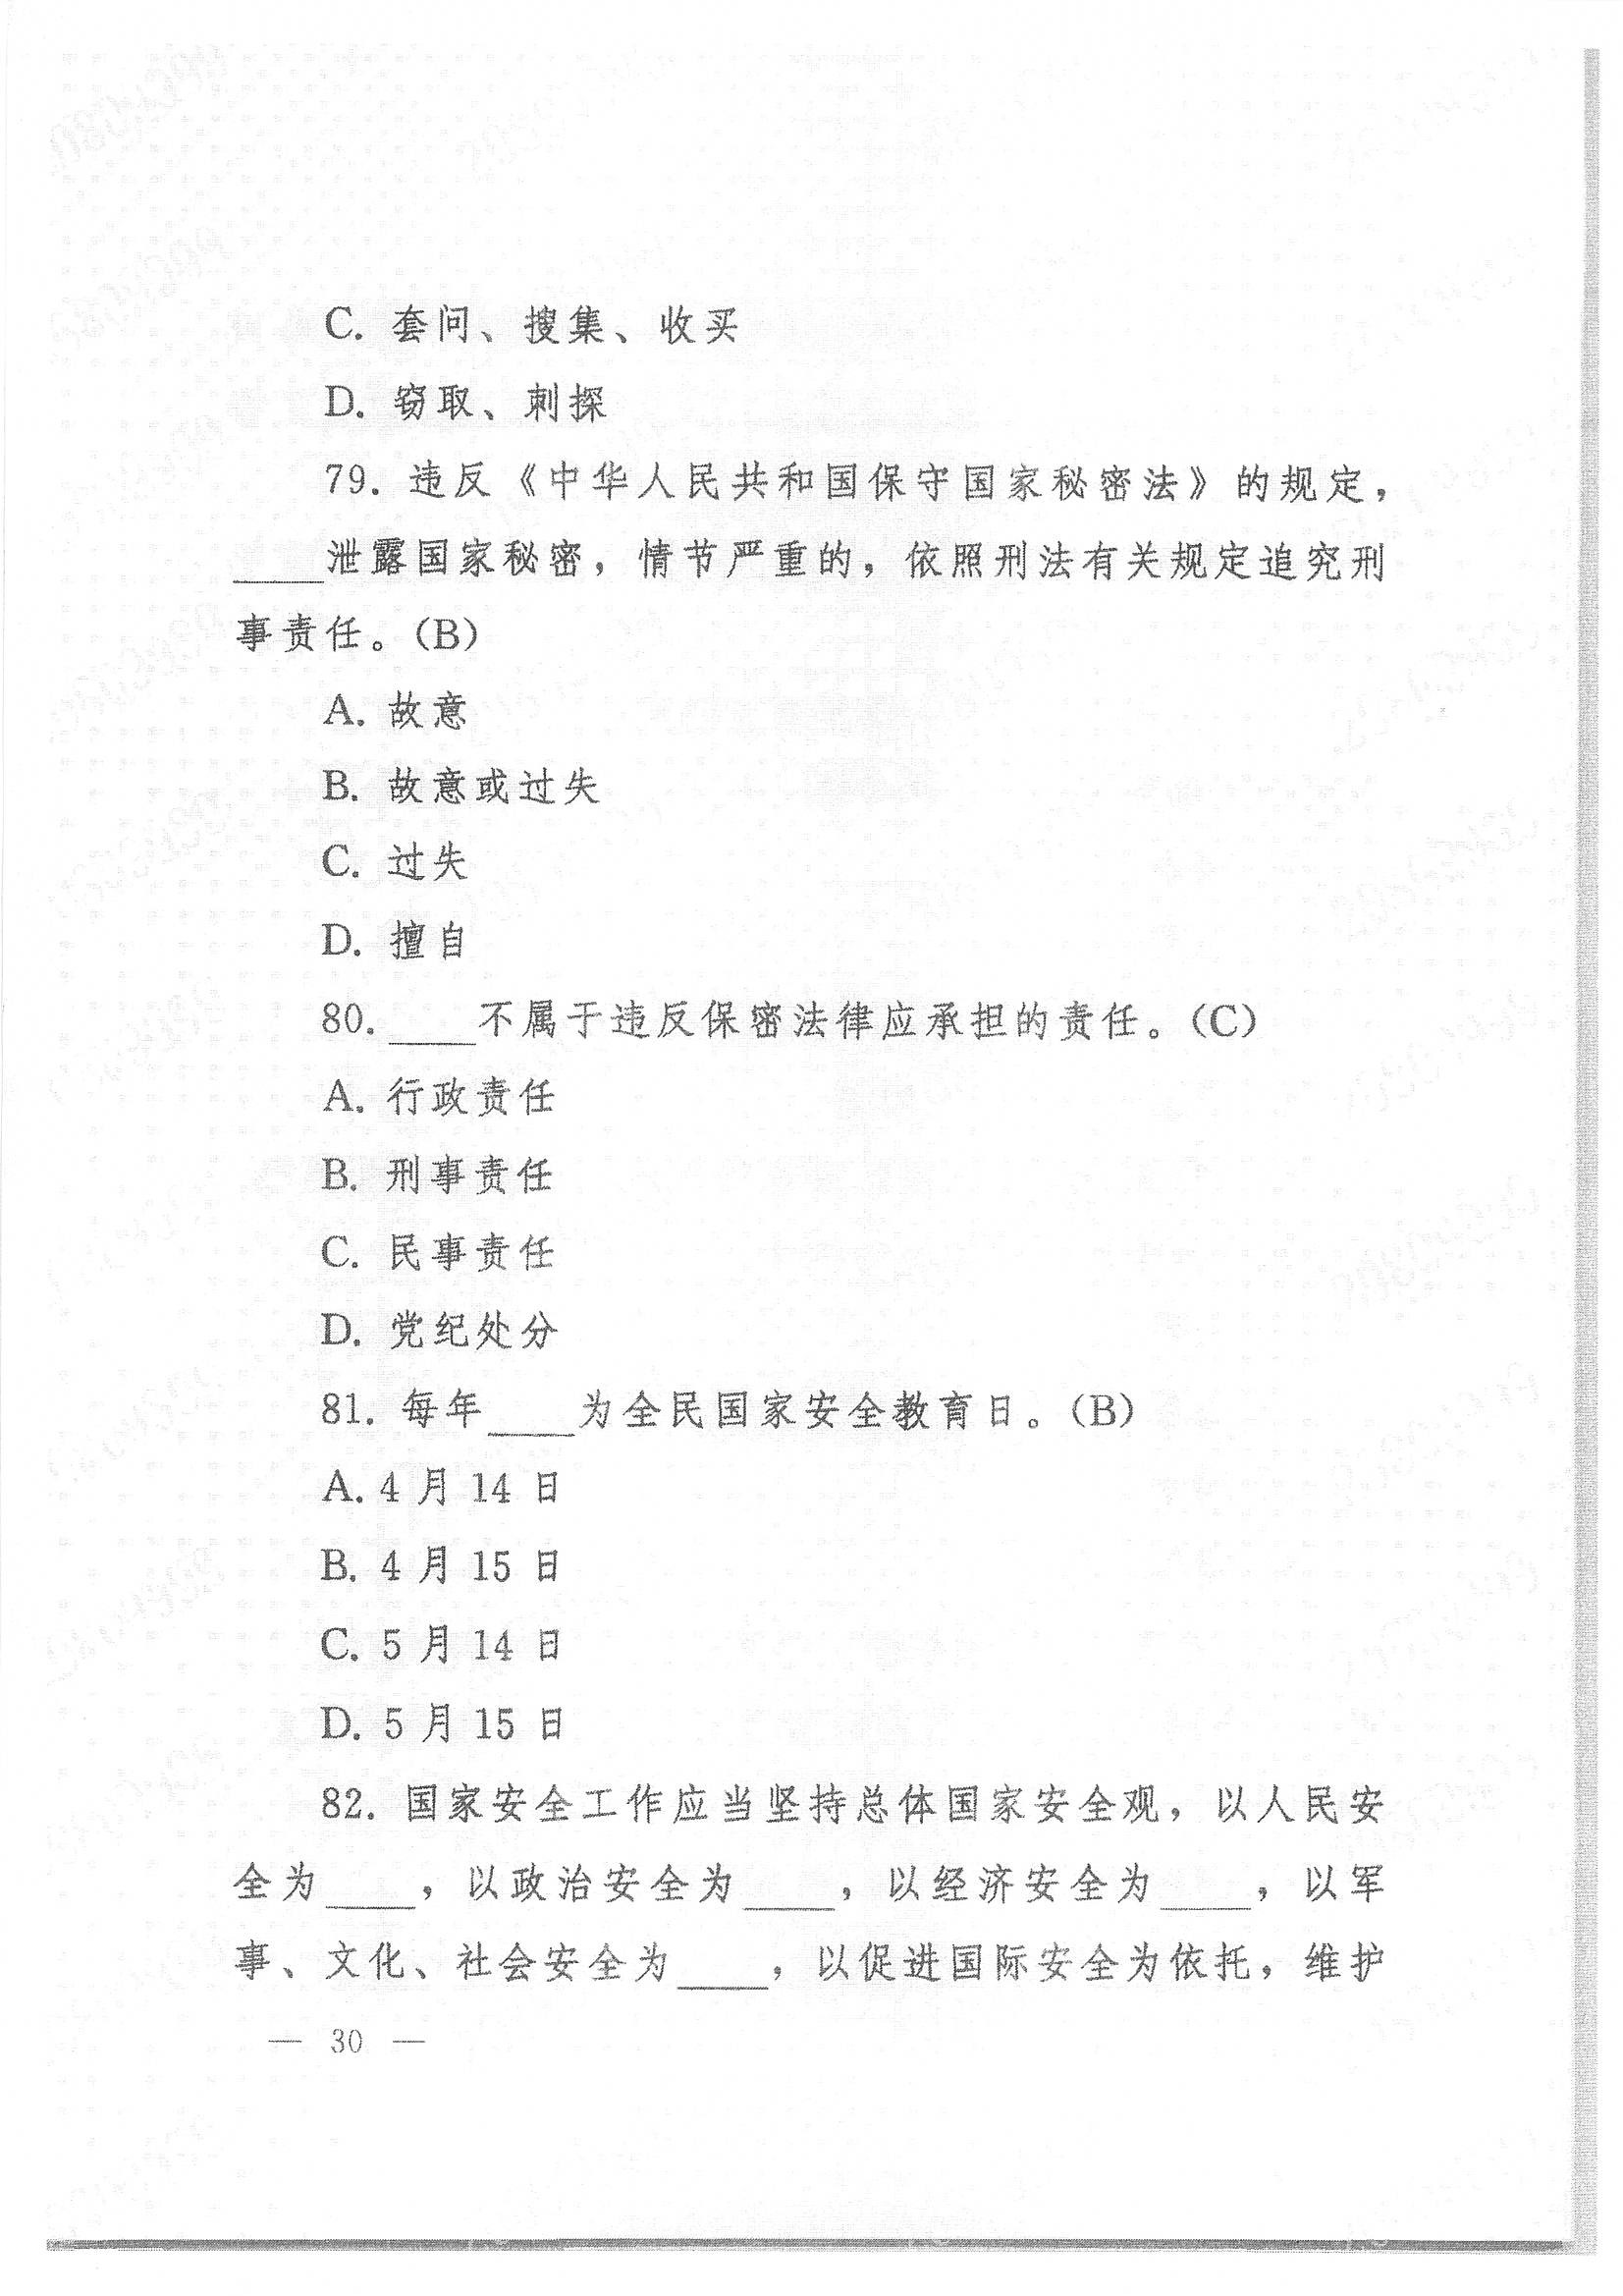 C. 套问、搜集、收买
D. 窃取、刺探
79. 违反《中华人民共和国保守国家秘密法》的规定，
____泄露国家秘密，情节严重的，依照刑法有关规定追究刑
事责任。(B)
A. 故意
B. 故意或过失
C. 过失
D. 擅自
80. ____不属于违反保密法律应承担的责任。(C)
A. 行政责任
B. 刑事责任
C. 民事责任
D. 党纪处分
81. 每年____为全民国家安全教育日。(B)
A. 4 月 14 日
B. 4 月 15 日
C. 5 月 14 日
D. 5 月 15 日
82. 国家安全工作应当坚持总体国家安全观，以人民安
全为____，以政治安全为____，以经济安全为____，以军
事、文化、社会安全为____，以促进国际安全为依托，维护
— 30 —